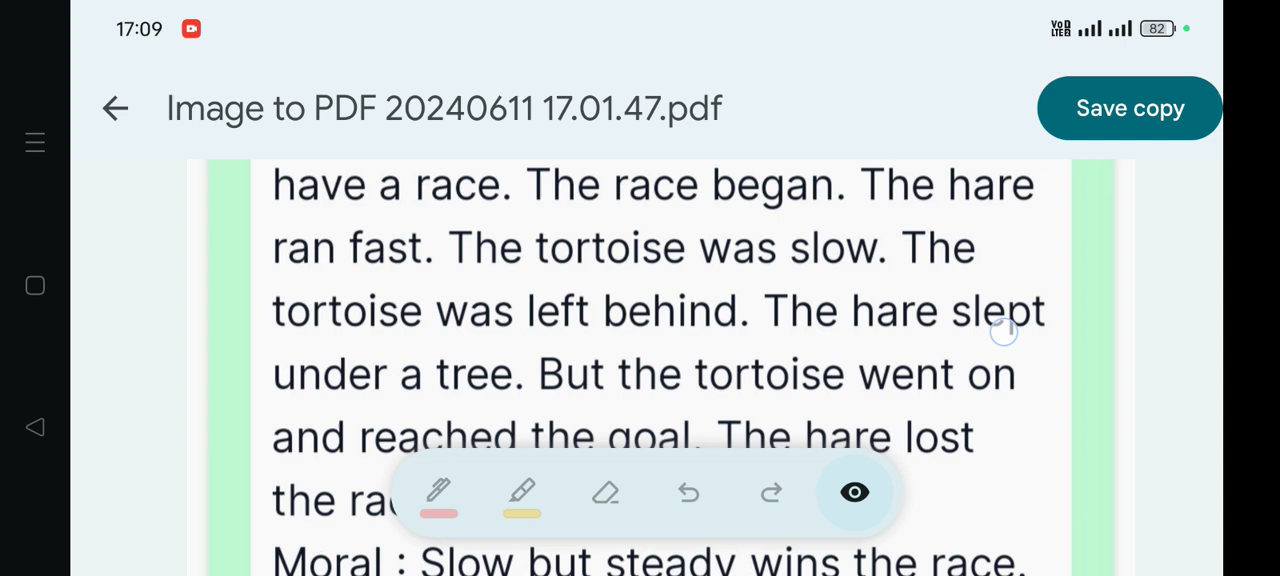 17:09
Vo LTE2 82
Image to PDF 20240611 17.01.47.pdf
Save copy
have a race. The race began. The hare
ran fast. The tortoise was slow. The
tortoise was left behind. The hare slept
under a tree. But the tortoise went on
and reached the goal. The hare lost
the
Moral : Slow but steady wins the race.